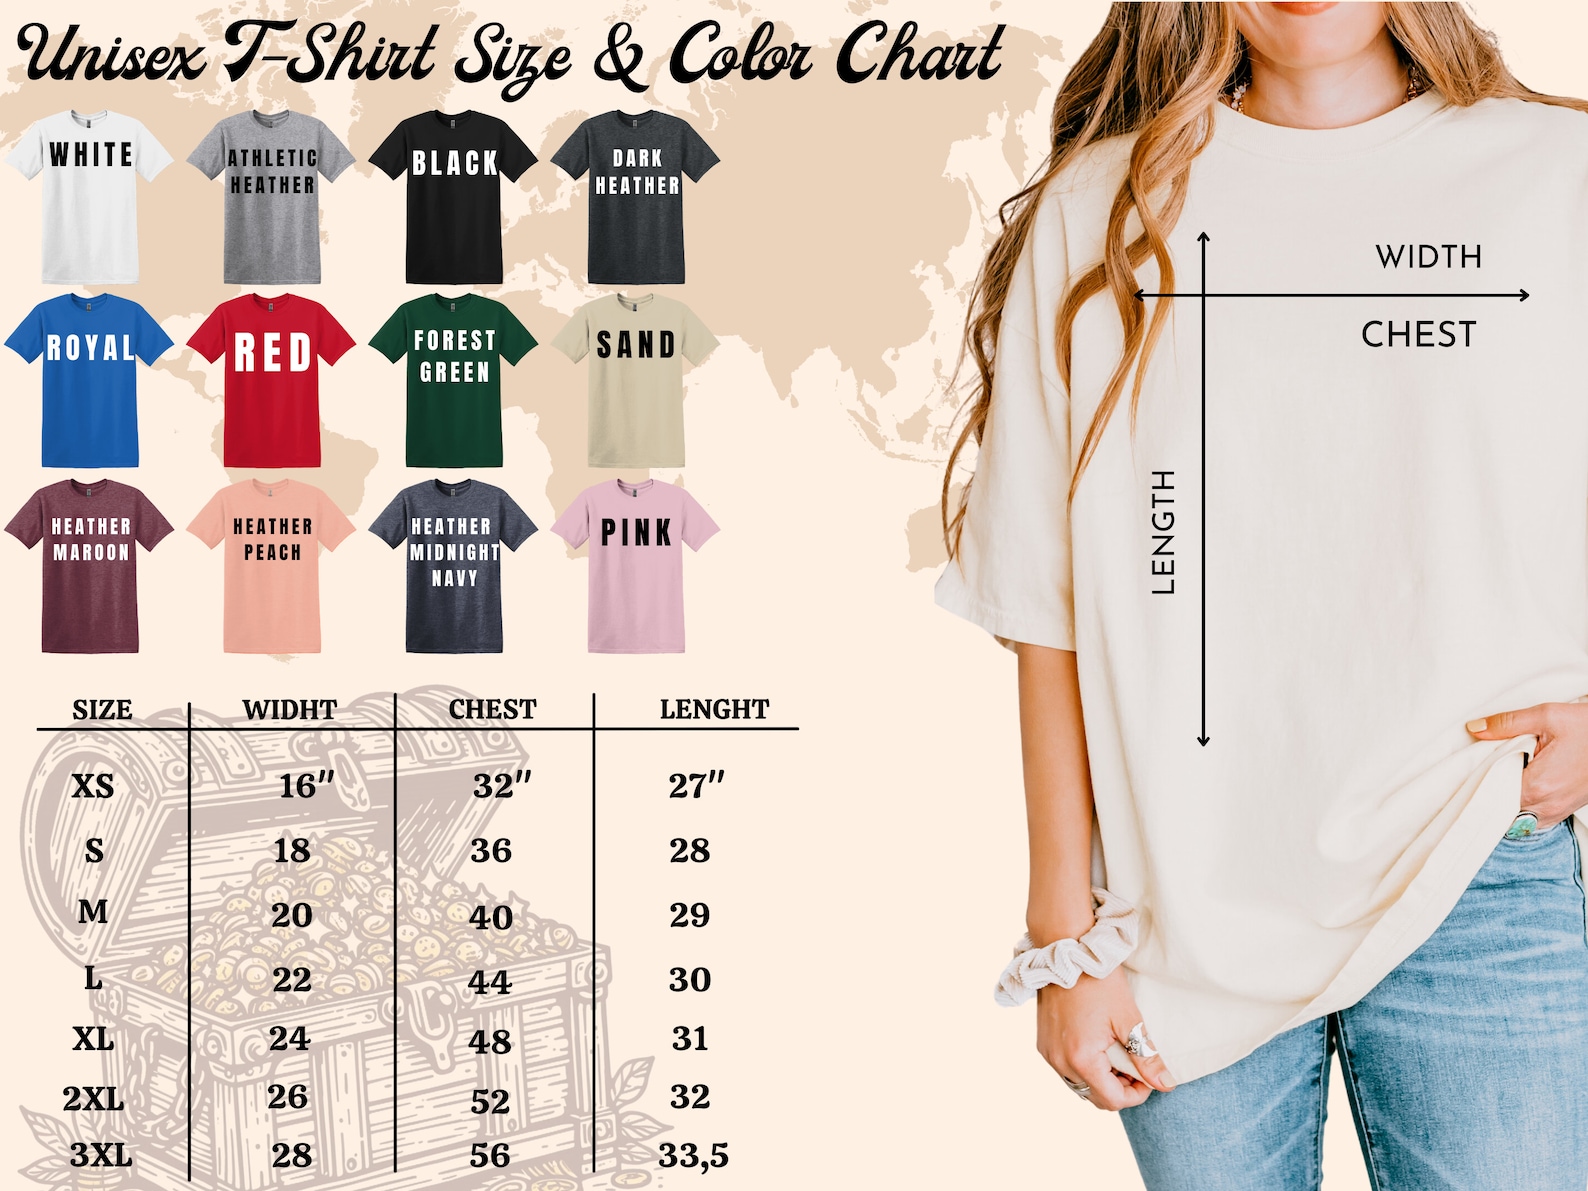 Unisex T-Shirt Size & Color Chart
WHITE
ATHLETIC
HEATHER
BLACK
DARK
HEATHER
ROYAL
RED
FOREST
GREEN
SAND
HEATHER
MAROON
HEATHER
PEACH
HEATHER
MIDNIGHT
NAVY
PINK
WIDTH
CHEST
LENGTH
SIZE WIDHT CHEST LENGHT
XS 16" 32" 27"
S 18 36 28
M 20 40 29
L 22 44 30
XL 24 48 31
2XL 26 52 32
3XL 28 56 33,5